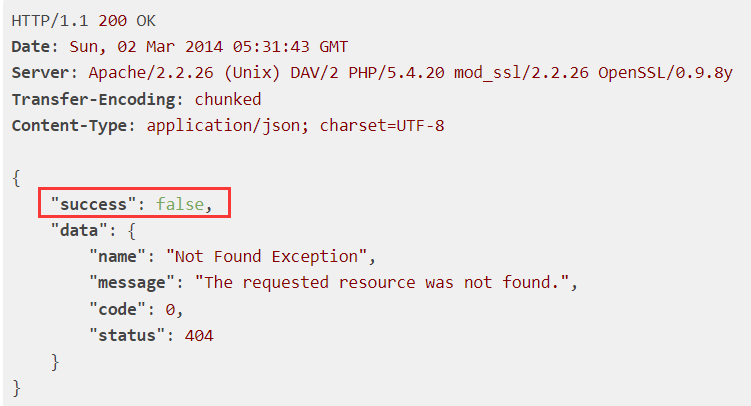 HTTP/1.1 200 OK
Date: Sun, 02 Mar 2014 05:31:43 GMT
Server: Apache/2.2.26 (Unix) DAV/2 PHP/5.4.20 mod_ssl/2.2.26 OpenSSL/0.9.8y
Transfer-Encoding: chunked
Content-Type: application/json; charset=UTF-8

{
    "success": false,
    "data": {
        "name": "Not Found Exception",
        "message": "The requested resource was not found.",
        "code": 0,
        "status": 404
    }
}